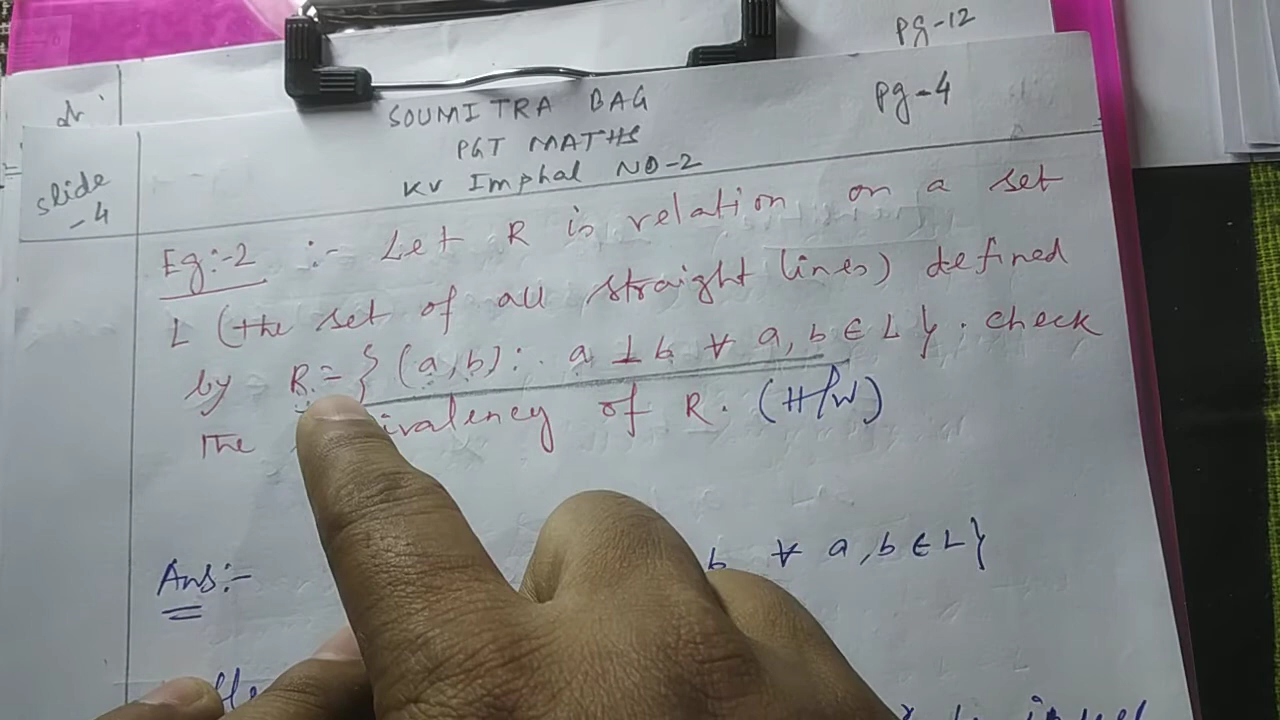 Pg-12
SOUMITRA BAG
Pg-4
PGT MATHS
KV Imphal NO-2
slide
-4
Eg:-2 :- Let R is relation on a set
L (the set of all straight lines) defined
by R = {(a,b): a ⊥ b ∀ a, b ∈ L}. check
The of R. (H/W)
Ans:- b ∀ a, b ∈ L}